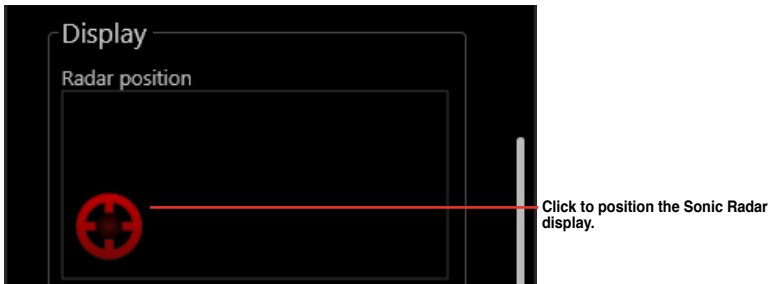 Display
Radar position
Click to position the Sonic Radar
display.